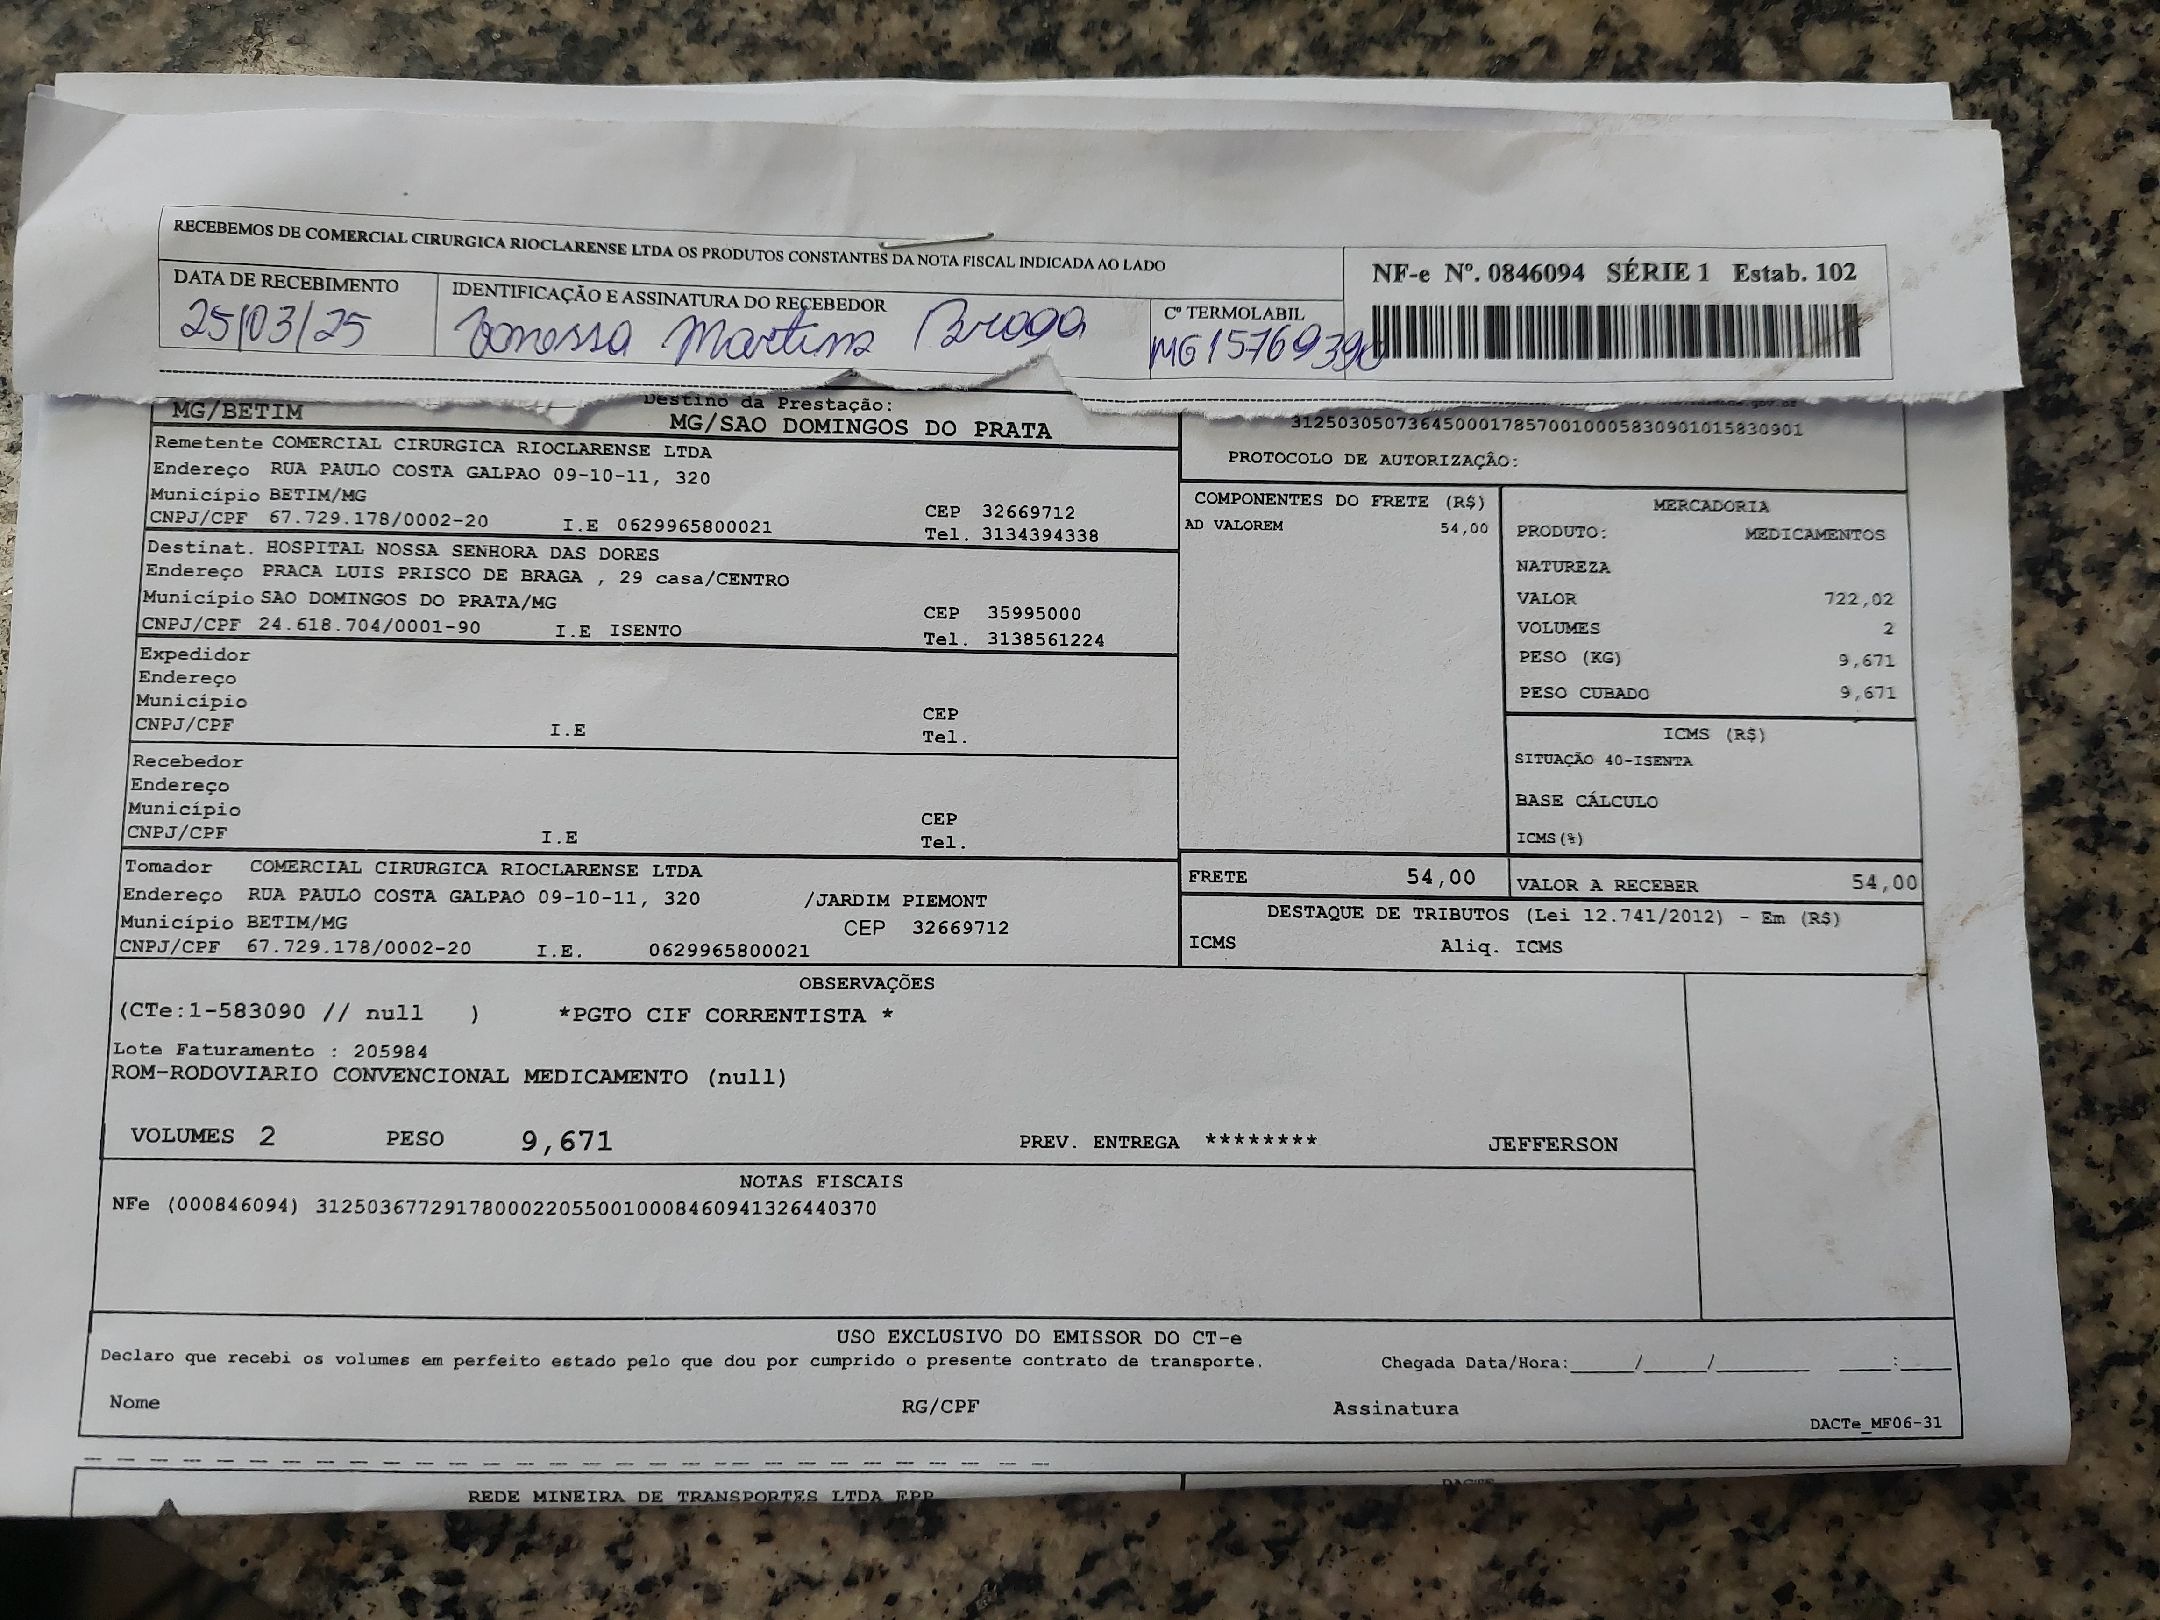 RECEBEMOS DE COMERCIAL CIRURGICA RIOCLARENSE LTDA OS PRODUTOS CONSTANTES DA NOTA FISCAL INDICADA AO LADO
DATA DE RECEBIMENTO
25/03/25
IDENTIFICAÇÃO E ASSINATURA DO RECEBEDOR
Vanessa Martins Braga
Cº TERMOLABIL
MG15769390
NF-e Nº. 0846094 SÉRIE 1 Estab. 102
MG/BETIM
Destino da Prestação:
MG/SAO DOMINGOS DO PRATA
Remetente COMERCIAL CIRURGICA RIOCLARENSE LTDA
Endereço RUA PAULO COSTA GALPAO 09-10-11, 320
Município BETIM/MG
CEP 32669712
CNPJ/CPF 67.729.178/0002-20 I.E 0629965800021
Tel. 3134394338
Destinat. HOSPITAL NOSSA SENHORA DAS DORES
Endereço PRACA LUIS PRISCO DE BRAGA , 29 casa/CENTRO
Município SAO DOMINGOS DO PRATA/MG
CEP 35995000
CNPJ/CPF 24.618.704/0001-90 I.E ISENTO
Tel. 3138561224
Expedidor
Endereço
Município
CEP
CNPJ/CPF I.E
Tel.
Recebedor
Endereço
Município
CEP
CNPJ/CPF I.E
Tel.
Tomador COMERCIAL CIRURGICA RIOCLARENSE LTDA
Endereço RUA PAULO COSTA GALPAO 09-10-11, 320 /JARDIM PIEMONT
Município BETIM/MG CEP 32669712
CNPJ/CPF 67.729.178/0002-20 I.E. 0629965800021
31250305073645000178570010005830901015830901
PROTOCOLO DE AUTORIZAÇÂO:
COMPONENTES DO FRETE (R$)
AD VALOREM 54,00
MERCADORIA
PRODUTO: MEDICAMENTOS
NATUREZA
VALOR 722,02
VOLUMES 2
PESO (KG) 9,671
PESO CUBADO 9,671
ICMS (R$)
SITUAÇÃO 40-ISENTA
BASE CÁLCULO
ICMS(%)
FRETE 54,00
VALOR A RECEBER 54,00
DESTAQUE DE TRIBUTOS (Lei 12.741/2012) - Em (R$)
ICMS Aliq. ICMS
OBSERVAÇÕES
(CTe:1-583090 // null ) *PGTO CIF CORRENTISTA *
Lote Faturamento : 205984
ROM-RODOVIARIO CONVENCIONAL MEDICAMENTO (null)
VOLUMES 2 PESO 9,671 PREV. ENTREGA ******** JEFFERSON
NOTAS FISCAIS
NFe (000846094) 31250367729178000220550010008460941326440370
USO EXCLUSIVO DO EMISSOR DO CT-e
Declaro que recebi os volumes em perfeito estado pelo que dou por cumprido o presente contrato de transporte. Chegada Data/Hora:_____/_____/________ ____:____
Nome RG/CPF Assinatura
DACTe_MF06-31
REDE MINEIRA DE TRANSPORTES LTDA EPP
DACTE